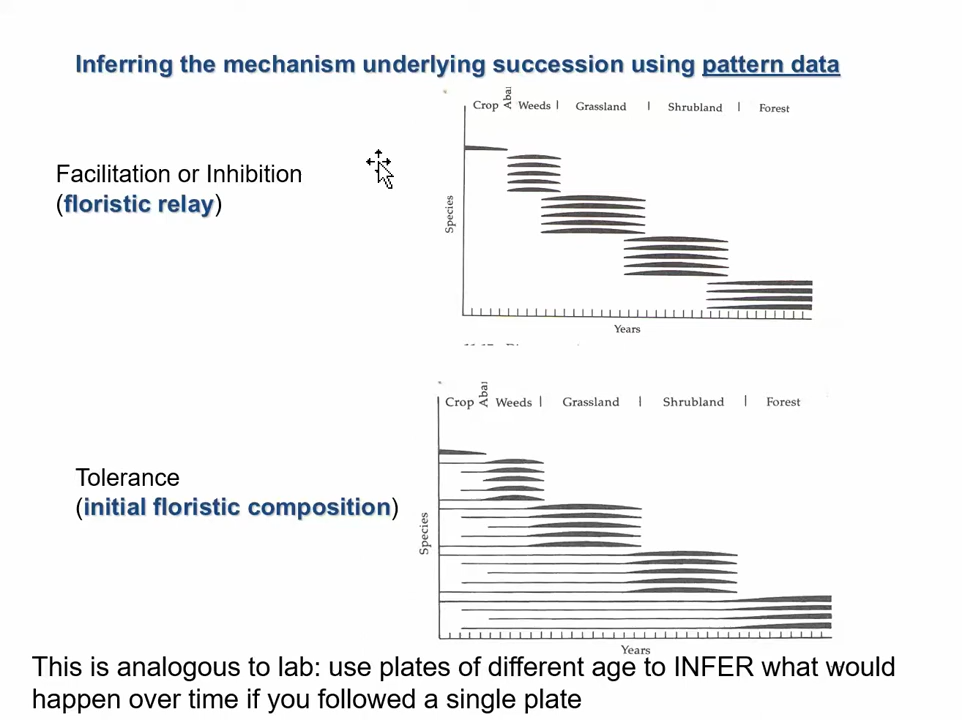 Inferring the mechanism underlying succession using pattern data
Crop Aba Weeds | Grassland | Shrubland | Forest
Facilitation or Inhibition
(floristic relay)
Species
Years
Crop Aba Weeds | Grassland | Shrubland | Forest
Tolerance
(initial floristic composition)
Species
Years
This is analogous to lab: use plates of different age to INFER what would
happen over time if you followed a single plate